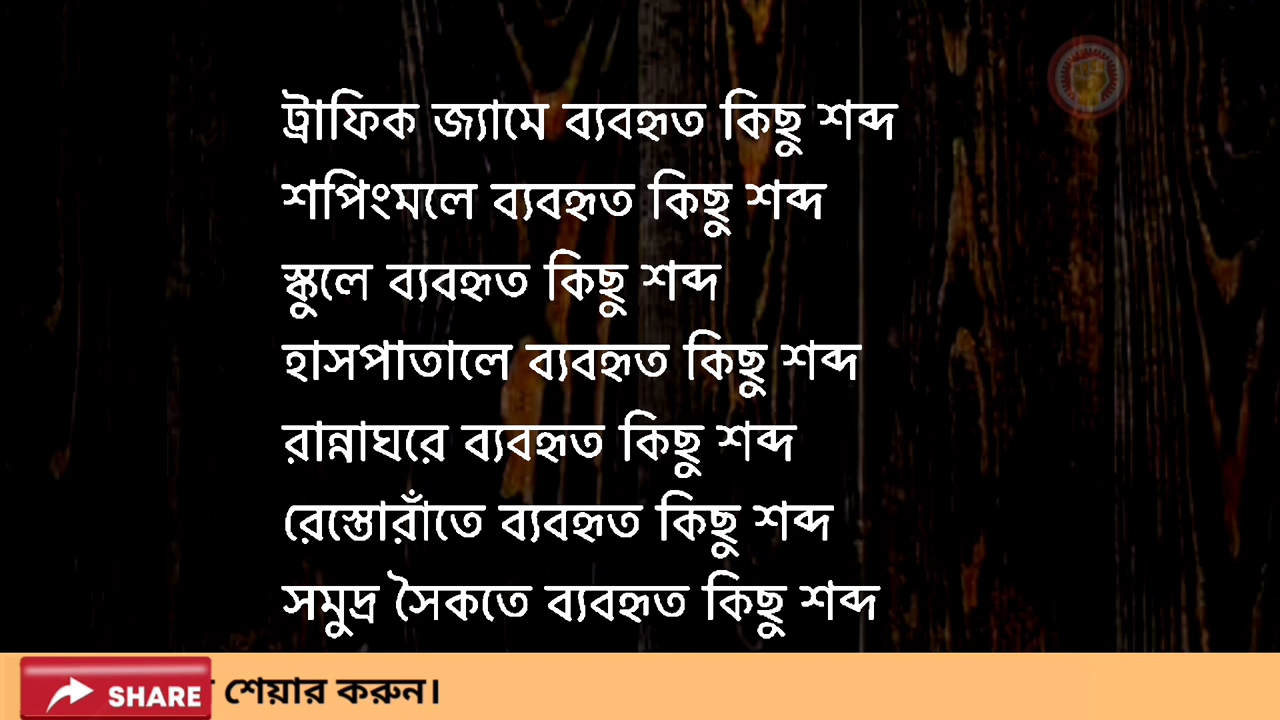 ট্রাফিক জ্যামে ব্যবহৃত কিছু শব্দ
শপিংমলে ব্যবহৃত কিছু শব্দ
স্কুলে ব্যবহৃত কিছু শব্দ
হাসপাতালে ব্যবহৃত কিছু শব্দ
রান্নাঘরে ব্যবহৃত কিছু শব্দ
রেস্তোরাঁতে ব্যবহৃত কিছু শব্দ
সমুদ্র সৈকতে ব্যবহৃত কিছু শব্দ
SHARE শেয়ার করুন।